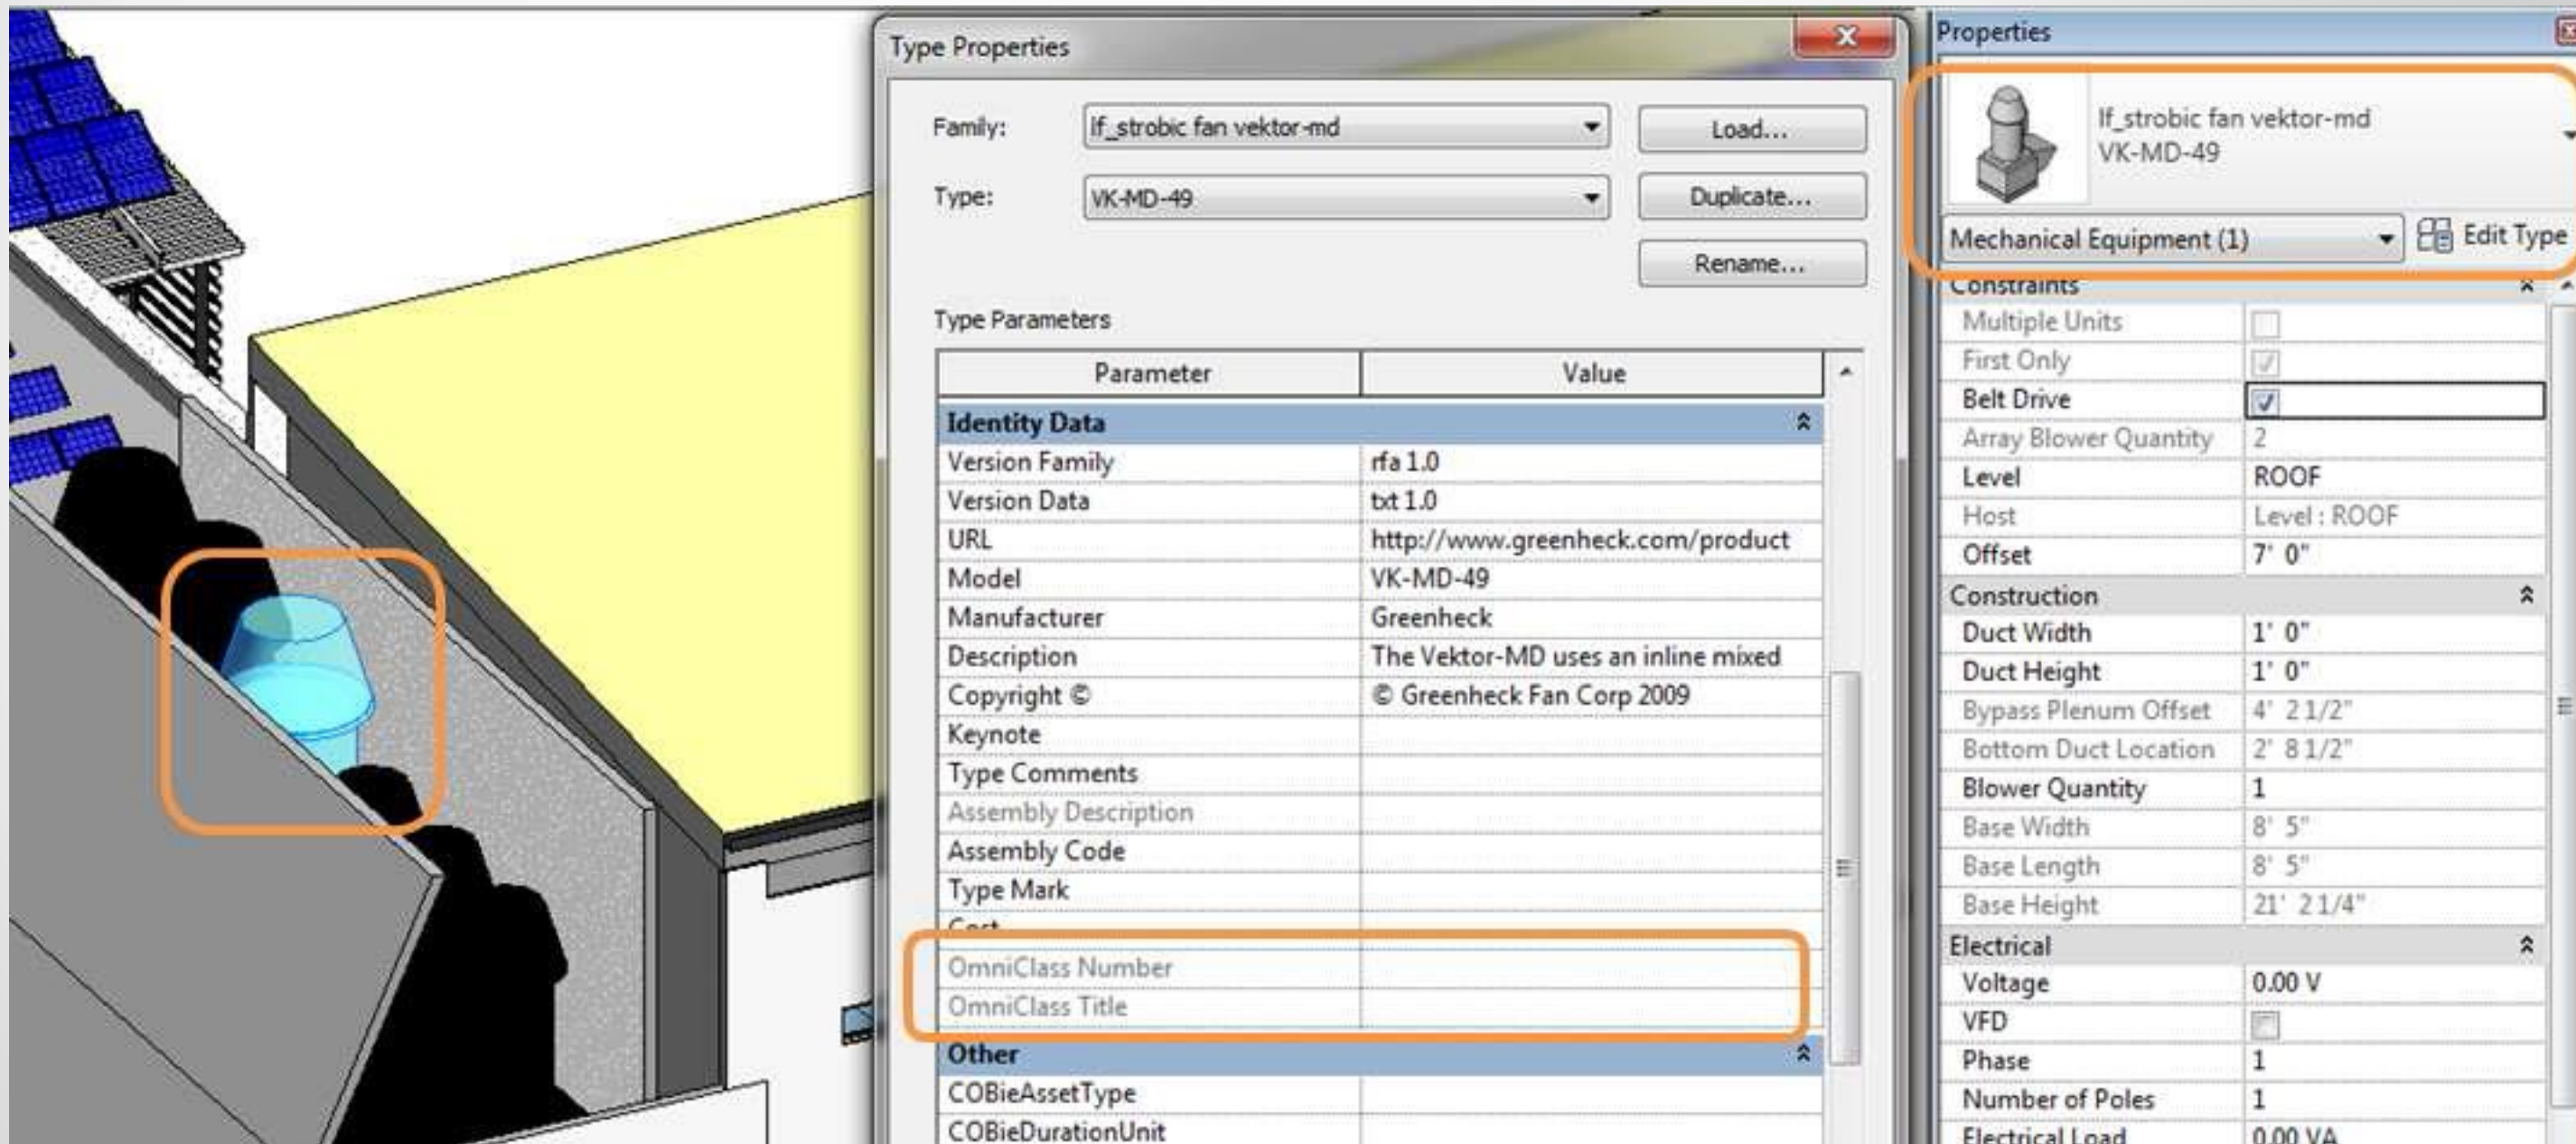 Type Properties
Family: lf_strobic fan vektor-md Load...
Type: VK-MD-49 Duplicate...
Rename...
Type Parameters
Parameter Value
Identity Data
Version Family rfa 1.0
Version Data txt 1.0
URL http://www.greenheck.com/product
Model VK-MD-49
Manufacturer Greenheck
Description The Vektor-MD uses an inline mixed
Copyright © © Greenheck Fan Corp 2009
Keynote
Type Comments
Assembly Description
Assembly Code
Type Mark
Cost
OmniClass Number
OmniClass Title
Other
COBieAssetType
COBieDurationUnit
Properties
lf_strobic fan vektor-md
VK-MD-49
Mechanical Equipment (1) Edit Type
Constraints
Multiple Units
First Only
Belt Drive
Array Blower Quantity 2
Level ROOF
Host Level : ROOF
Offset 7' 0"
Construction
Duct Width 1' 0"
Duct Height 1' 0"
Bypass Plenum Offset 4' 2 1/2"
Bottom Duct Location 2' 8 1/2"
Blower Quantity 1
Base Width 8' 5"
Base Length 8' 5"
Base Height 21' 2 1/4"
Electrical
Voltage 0.00 V
VFD
Phase 1
Number of Poles 1
Electrical Load 0.00 VA